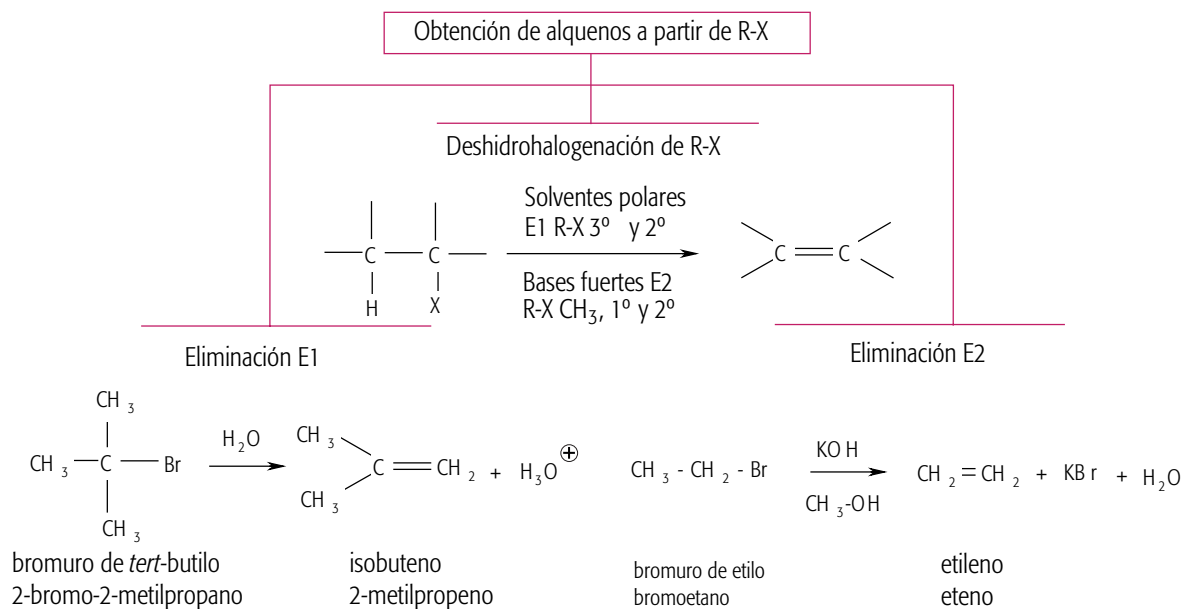 Obtención de alquenos a partir de R-X
Deshidrohalogenación de R-X
Solventes polares
E1 R-X 3º y 2º
C C
H X
Bases fuertes E2
R-X CH3, 1º y 2º
C=C
Eliminación E1
Eliminación E2
CH3
CH3 — C — Br
CH3
H2O
CH3
C=CH2 + H3O⊕
CH3
CH3 - CH2 - Br
KOH
CH3-OH
CH2=CH2 + KBr + H2O
bromuro de tert-butilo
2-bromo-2-metilpropano
isobuteno
2-metilpropeno
bromuro de etilo
bromoetano
etileno
eteno